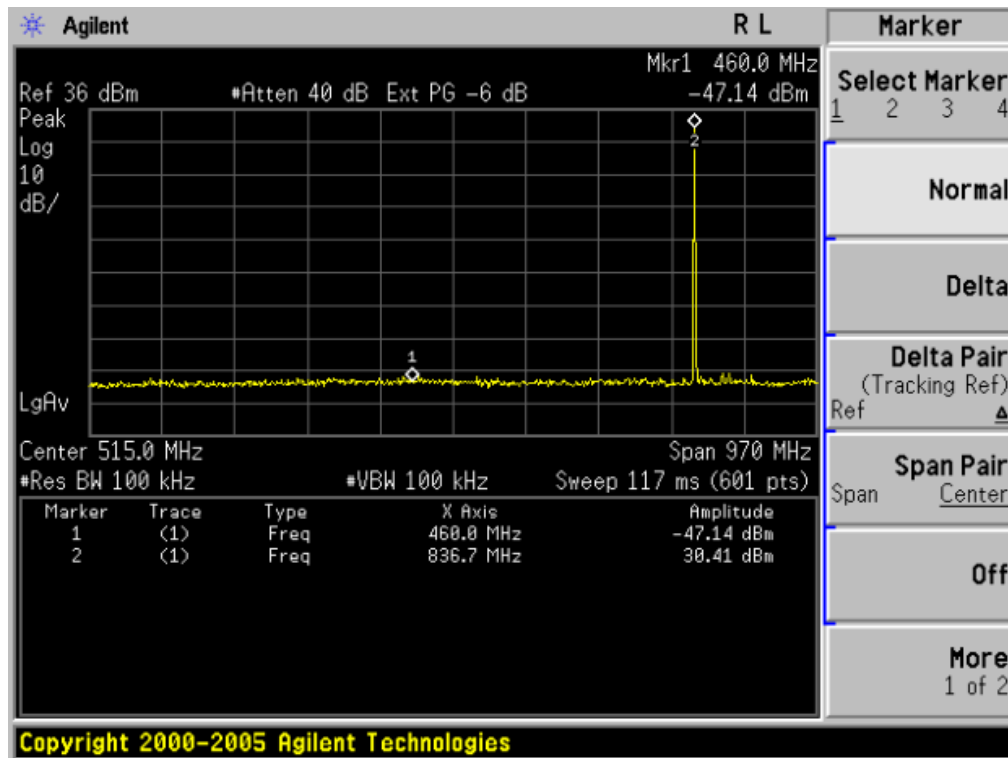 Agilent R L Marker
Mkr1 460.0 MHz
Ref 36 dBm #Atten 40 dB Ext PG -6 dB -47.14 dBm
Peak
Log
10
dB/
2
1
LgAv
Center 515.0 MHz Span 970 MHz
#Res BW 100 kHz #VBW 100 kHz Sweep 117 ms (601 pts)
Marker Trace Type X Axis Amplitude
1 (1) Freq 460.0 MHz -47.14 dBm
2 (1) Freq 836.7 MHz 30.41 dBm
Select Marker
1 2 3 4
Normal
Delta
Delta Pair
(Tracking Ref)
Ref Δ
Span Pair
Span Center
Off
More
1 of 2
Copyright 2000-2005 Agilent Technologies